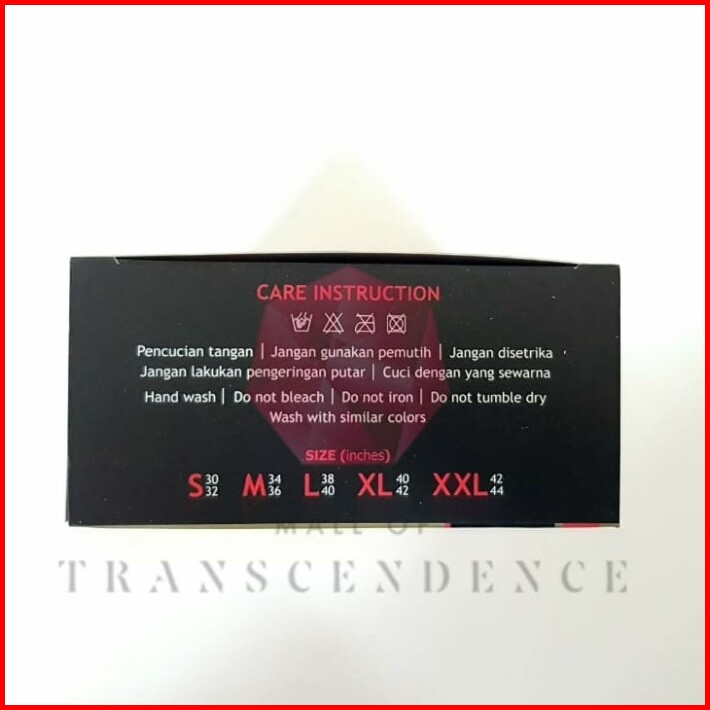 CARE INSTRUCTION
Pencucian tangan | Jangan gunakan pemutih | Jangan disetrika
Jangan lakukan pengeringan putar | Cuci dengan yang sewarna
Hand wash | Do not bleach | Do not iron | Do not tumble dry
Wash with similar colors
SIZE (inches)
S 30 32 M 34 36 L 38 40 XL 40 42 XXL 42 44
MALL OF
TRANSCENDENCE